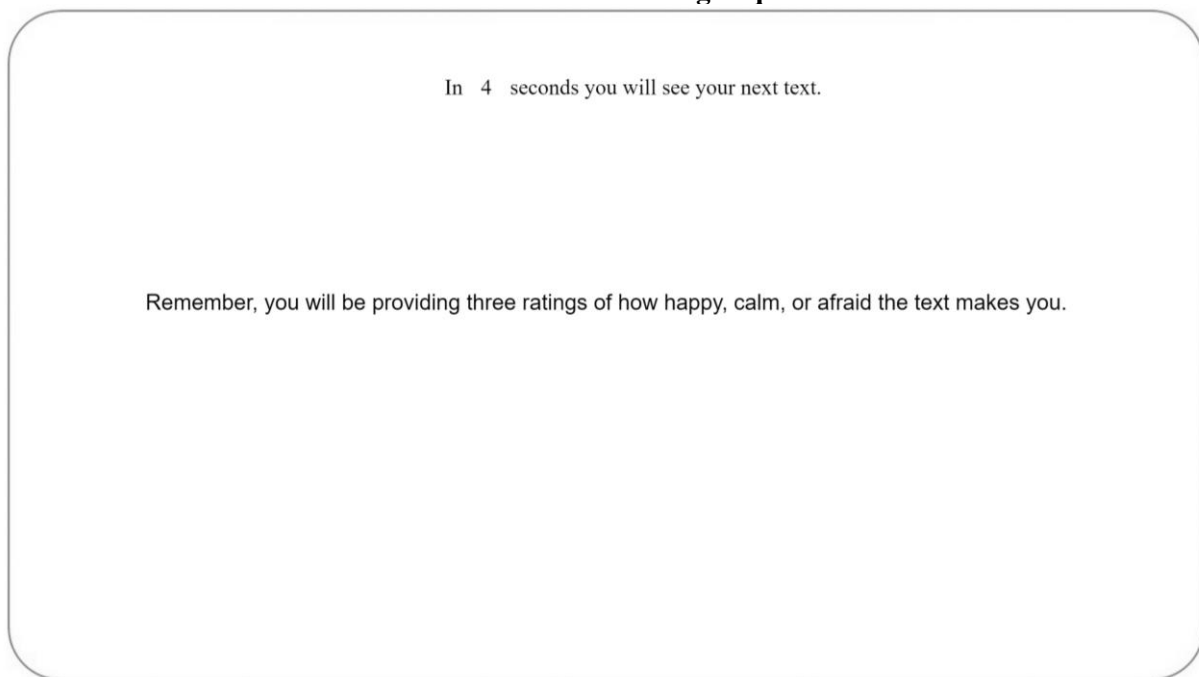 In 4 seconds you will see your next text.
Remember, you will be providing three ratings of how happy, calm, or afraid the text makes you.